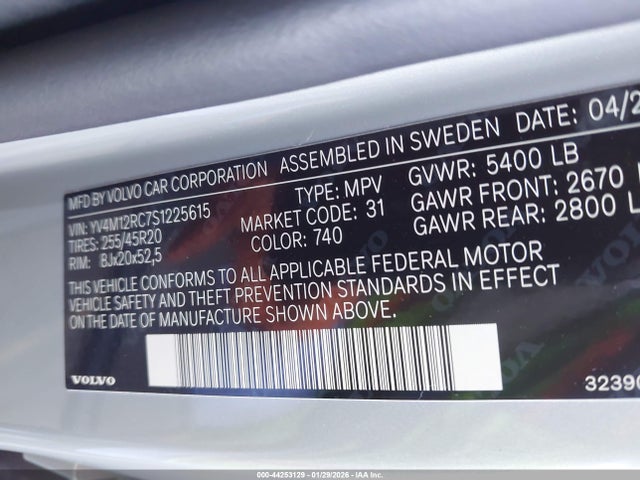 MFD BY VOLVO CAR CORPORATION ASSEMBLED IN SWEDEN DATE: 04/2
VIN: YV4M12RC7S1225615 TYPE: MPV GVWR: 5400 LB
TIRES: 255/45R20 MARKET CODE: 31 GAWR FRONT: 2670
RIM: BJx20x52,5 COLOR: 740 GAWR REAR: 2800
THIS VEHICLE CONFORMS TO ALL APPLICABLE FEDERAL MOTOR
VEHICLE SAFETY AND THEFT PREVENTION STANDARDS IN EFFECT
ON THE DATE OF MANUFACTURE SHOWN ABOVE.
VOLVO 32390
000-44253129 - 01/29/2026 - IAA Inc.